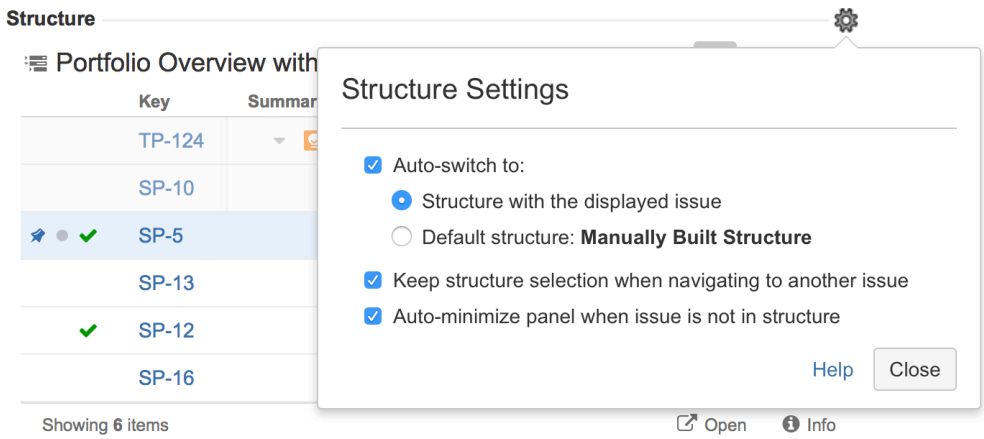 Structure
Portfolio Overview with
Key Summar
TP-124
SP-10
SP-5
SP-13
SP-12
SP-16
Showing 6 items
Structure Settings
Auto-switch to:
Structure with the displayed issue
Default structure: Manually Built Structure
Keep structure selection when navigating to another issue
Auto-minimize panel when issue is not in structure
Help Close
Open Info